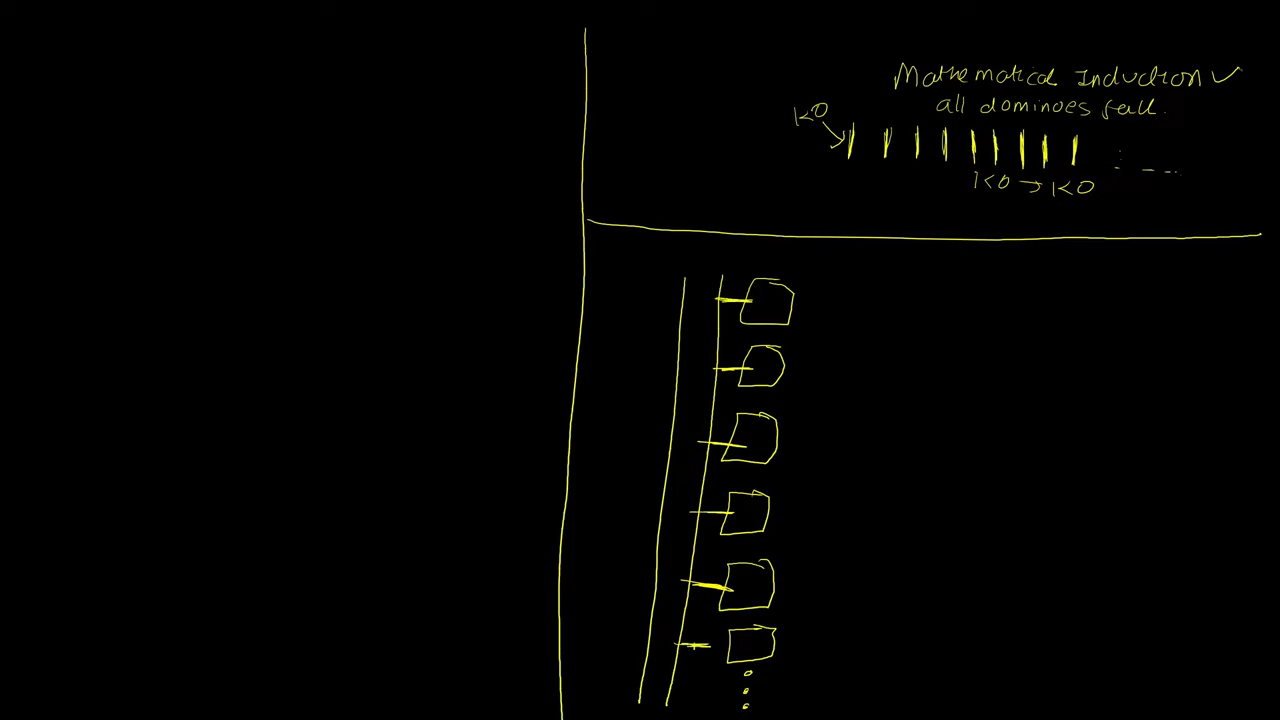 Mathematical Induction ✓
all dominoes fall.
KO
KO → KO